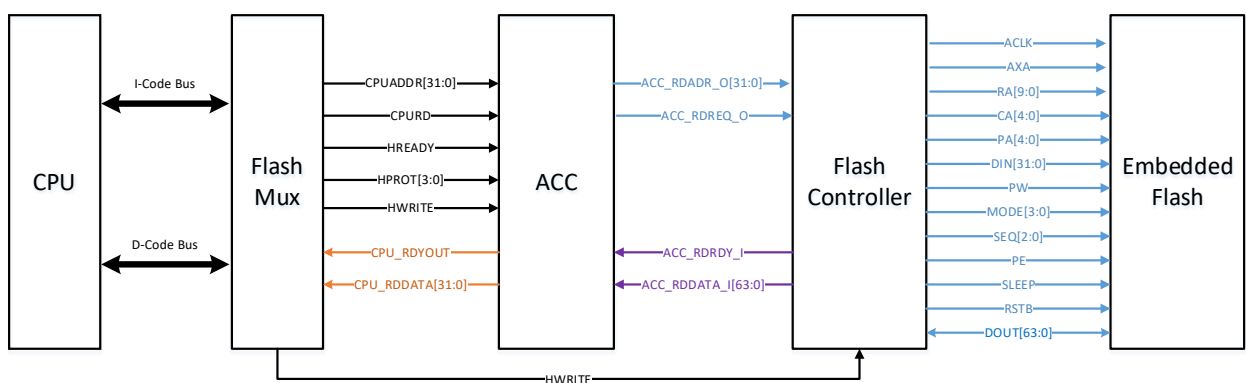 CPU
I-Code Bus
D-Code Bus
Flash
Mux
CPUADDR[31:0]
CPURD
HREADY
HPROT[3:0]
HWRITE
CPU_RDYOUT
CPU_RDDATA[31:0]
ACC
ACC_RDADR_O[31:0]
ACC_RDREQ_O
ACC_RDRDY_I
ACC_RDDATA_I[63:0]
Flash
Controller
ACLK
AXA
RA[9:0]
CA[4:0]
PA[4:0]
DIN[31:0]
PW
MODE[3:0]
SEQ[2:0]
PE
SLEEP
RSTB
DOUT[63:0]
Embedded
Flash
HWRITE